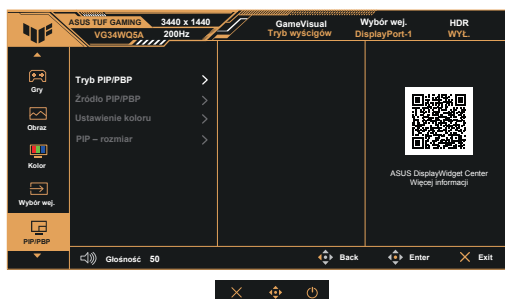 ASUS TUF GAMING 3440 x 1440
VG34WQ5A 200Hz
GameVisual
Tryb wyścigów
Wybór wej.
DisplayPort-1
HDR
WYŁ.
Gry
Obraz
Kolor
Wybór wej.
PIP/PBP
Tryb PIP/PBP
Źródło PIP/PBP
Ustawienie koloru
PIP – rozmiar
ASUS DisplayWidget Center
Więcej informacji
Głośność 50
Back
Enter
Exit